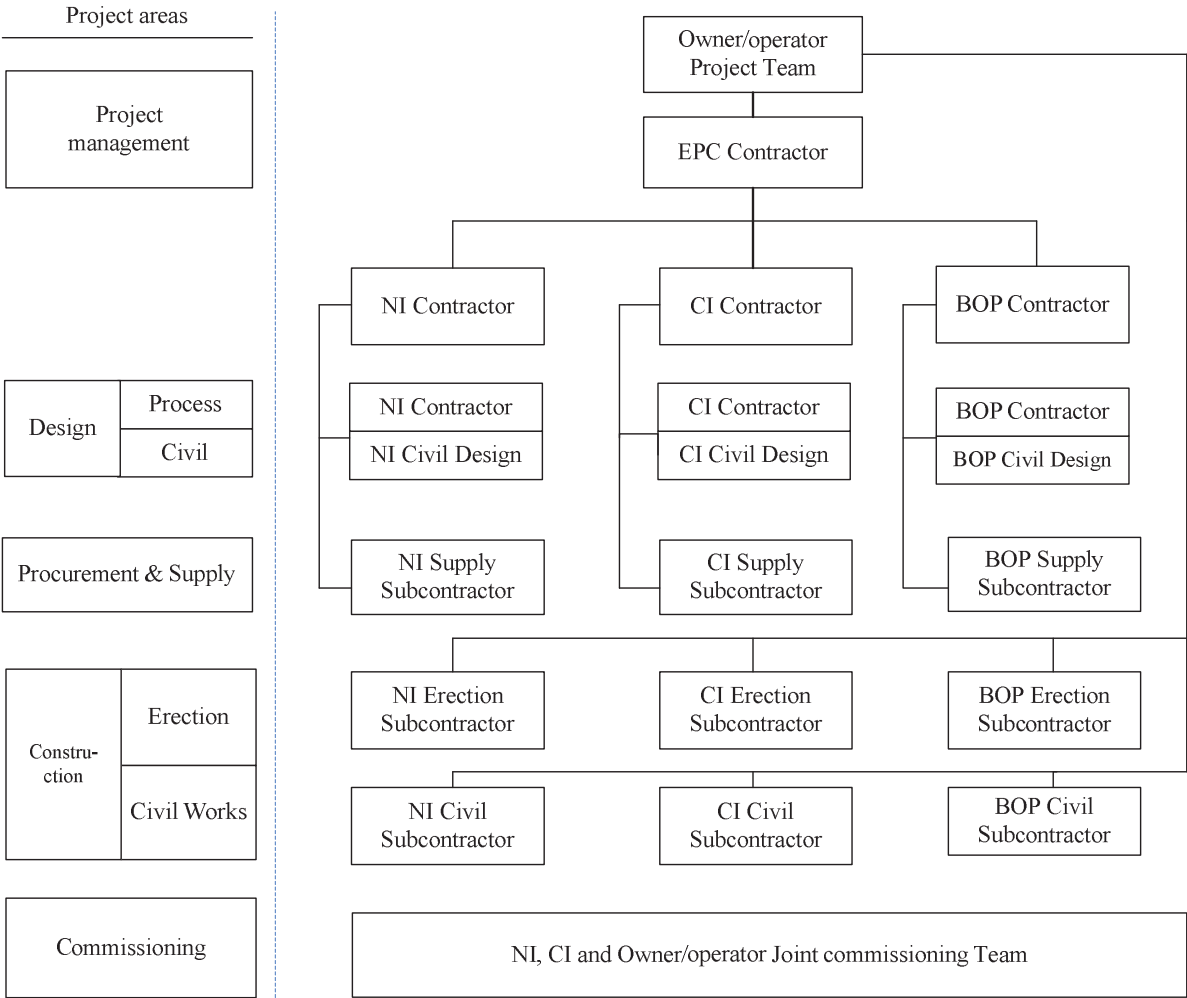 Project areas
Owner/operator
Project Team
Project
management
EPC Contractor
NI Contractor
CI Contractor
BOP Contractor
Design
Process
Civil
NI Contractor
NI Civil Design
CI Contractor
CI Civil Design
BOP Contractor
BOP Civil Design
Procurement & Supply
NI Supply
Subcontractor
CI Supply
Subcontractor
BOP Supply
Subcontractor
Constru-
ction
Erection
Civil Works
NI Erection
Subcontractor
CI Erection
Subcontractor
BOP Erection
Subcontractor
NI Civil
Subcontractor
CI Civil
Subcontractor
BOP Civil
Subcontractor
Commissioning
NI, CI and Owner/operator Joint commissioning Team